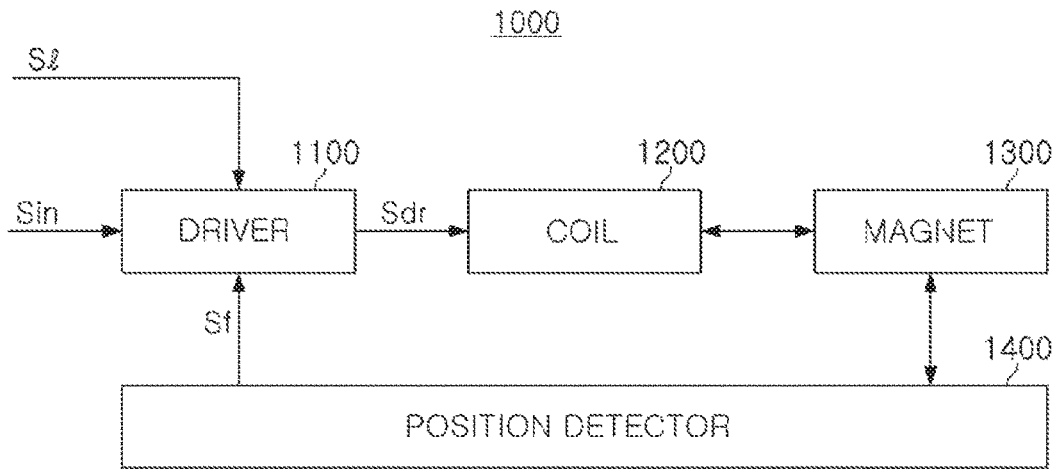 1000
Sℓ
1100
1200
1300
Sin
DRIVER
Sdr
COIL
MAGNET
Sf
1400
POSITION DETECTOR